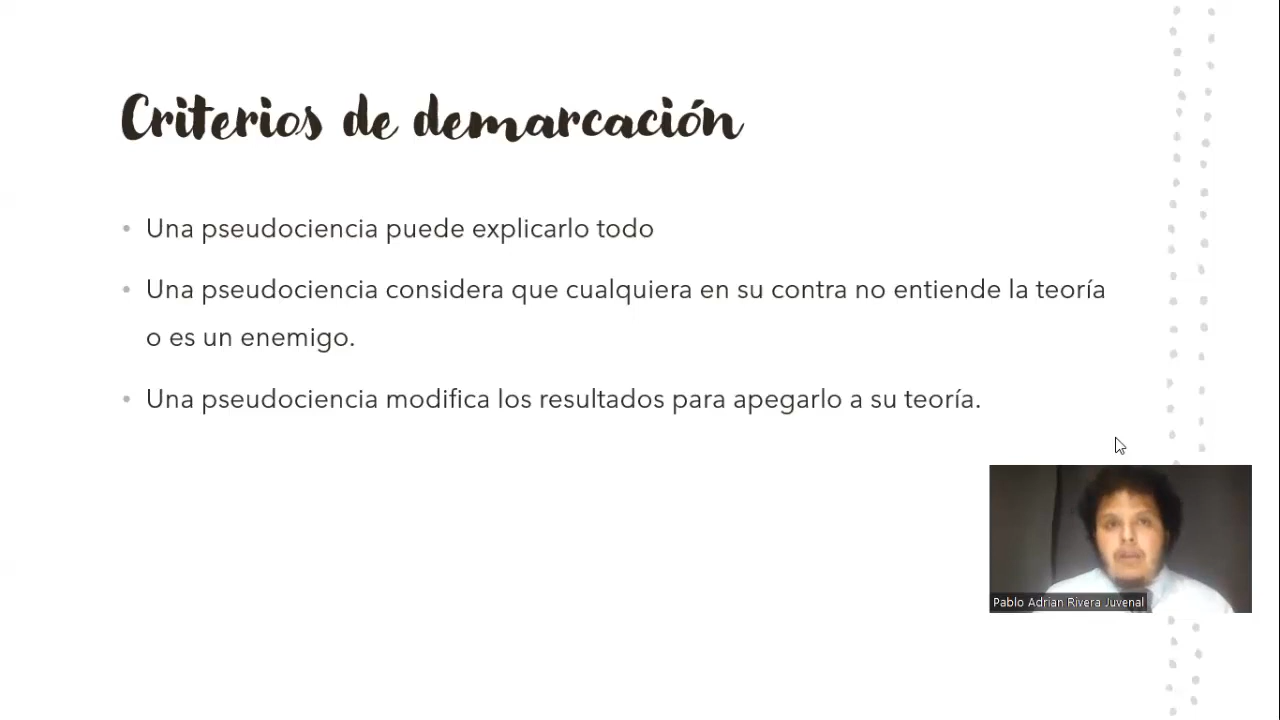 Criterios de demarcación
• Una pseudociencia puede explicarlo todo
• Una pseudociencia considera que cualquiera en su contra no entiende la teoría
o es un enemigo.
• Una pseudociencia modifica los resultados para apegarlo a su teoría.
Pablo Adrian Rivera Juvenal